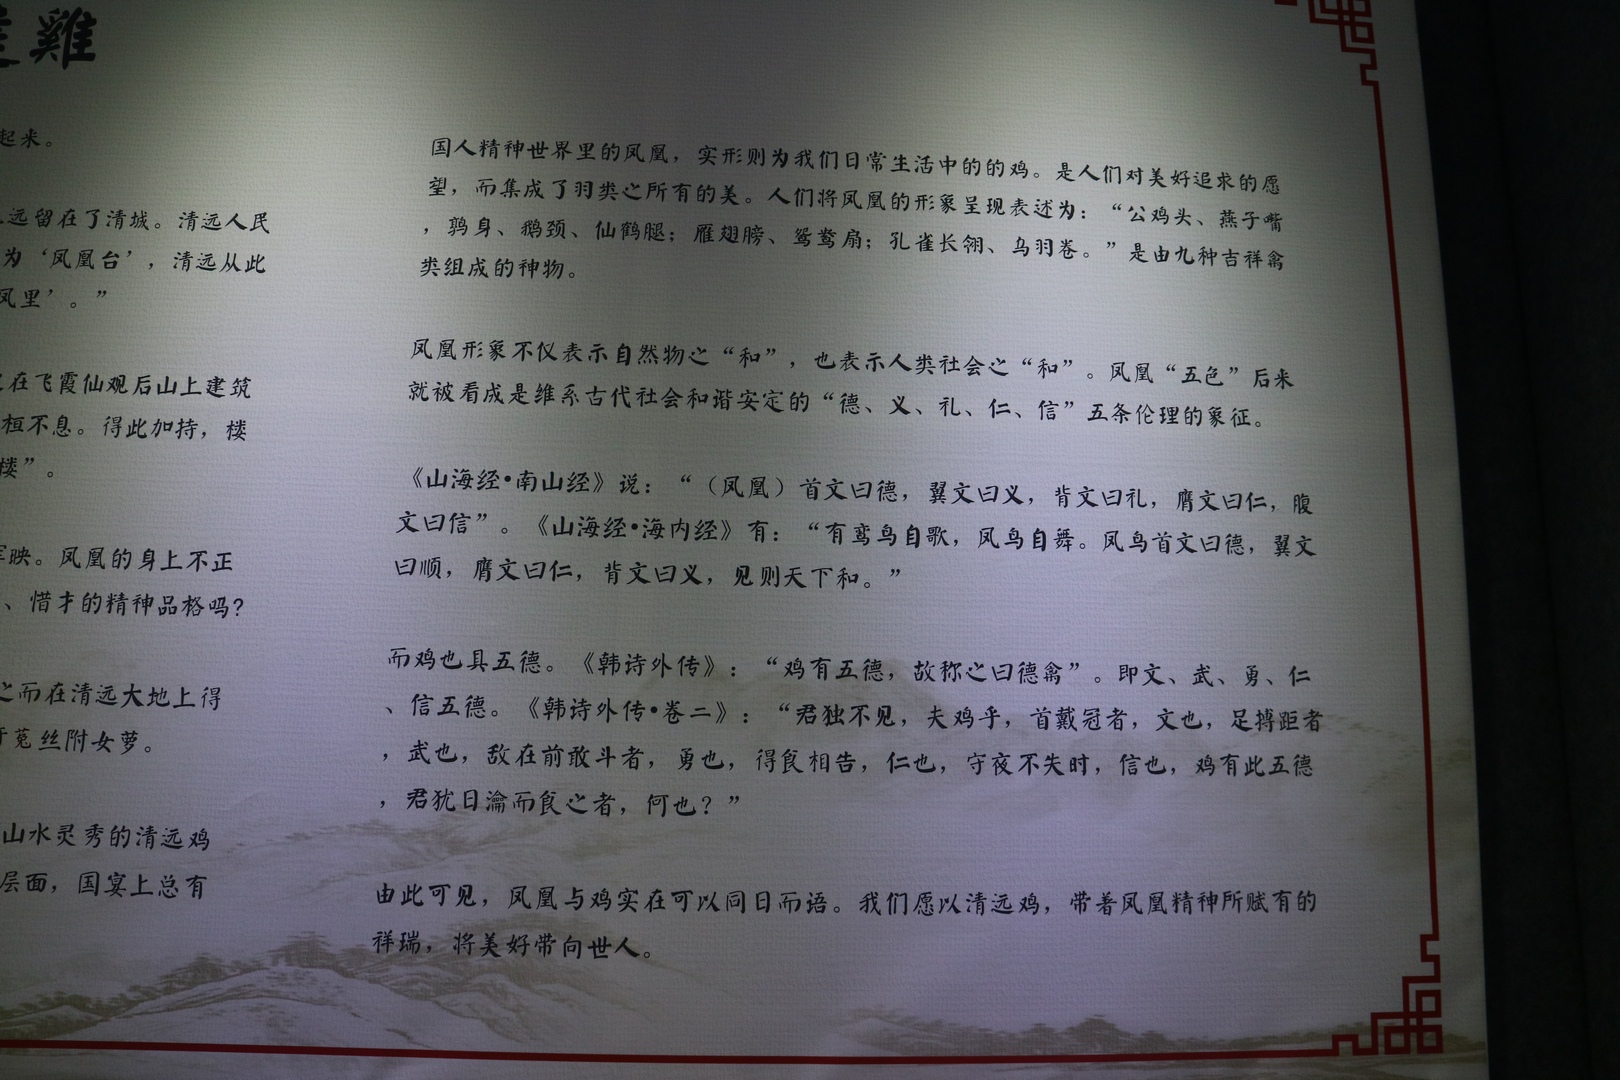 雞
起来。
远留在了清城。清远人民
为‘凤凰台’，清远从此
凤里’。”
在飞霞仙观后山上建筑
桓不息。得此加持，楼
楼”。
映。凤凰的身上不正
、惜才的精神品格吗？
之而在清远大地上得
菟丝附女萝。
山水灵秀的清远鸡
层面，国宴上总有
国人精神世界里的凤凰，实形则为我们日常生活中的的鸡。是人们对美好追求的愿
望，而集成了羽类之所有的美。人们将凤凰的形象呈现表述为：“公鸡头、燕子嘴
，鹑身、鹅颈、仙鹤腿；雁翅膀、鸳鸯扇；孔雀长翎、乌羽卷。”是由九种吉祥禽
类组成的神物。
凤凰形象不仅表示自然物之“和”，也表示人类社会之“和”。凤凰“五色”后来
就被看成是维系古代社会和谐安定的“德、义、礼、仁、信”五条伦理的象征。
《山海经•南山经》说：“（凤凰）首文曰德，翼文曰义，背文曰礼，膺文曰仁，腹
文曰信”。《山海经•海内经》有：“有鸾鸟自歌，凤鸟自舞。凤鸟首文曰德，翼文
曰顺，膺文曰仁，背文曰义，见则天下和。”
而鸡也具五德。《韩诗外传》：“鸡有五德，故称之曰德禽”。即文、武、勇、仁
、信五德。《韩诗外传•卷二》：“君独不见，夫鸡乎，首戴冠者，文也，足搏距者
，武也，敌在前敢斗者，勇也，得食相告，仁也，守夜不失时，信也，鸡有此五德
，君犹日瀹而食之者，何也？”
由此可见，凤凰与鸡实在可以同日而语。我们愿以清远鸡，带着凤凰精神所赋有的
祥瑞，将美好带向世人。